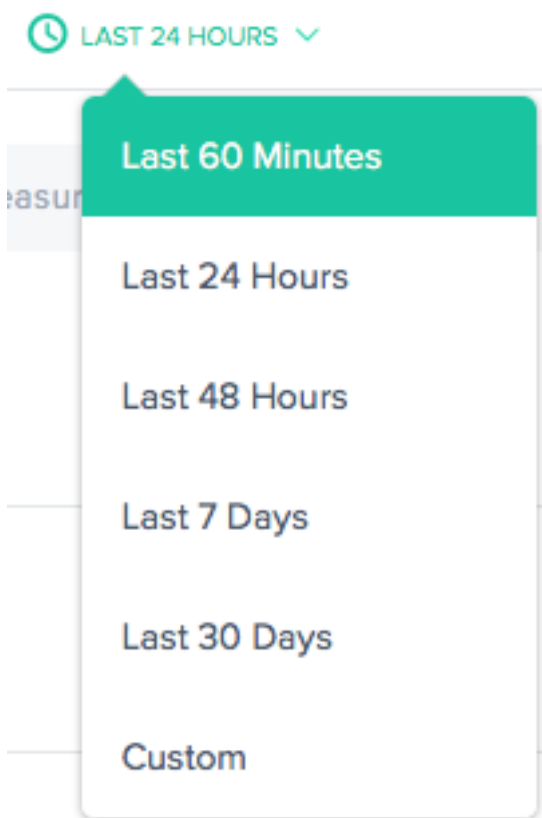 LAST 24 HOURS
Last 60 Minutes
easur
Last 24 Hours
Last 48 Hours
Last 7 Days
Last 30 Days
Custom